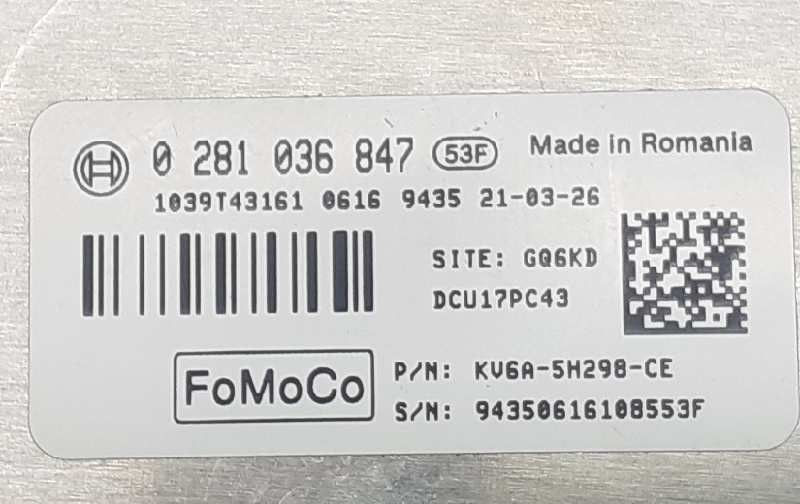 0 281 036 847 53F Made in Romania
1039T43161 0616 9435 21-03-26
SITE: GQ6KD
DCU17PC43
FoMoCo
P/N: KV6A-5H298-CE
S/N: 94350616108553F